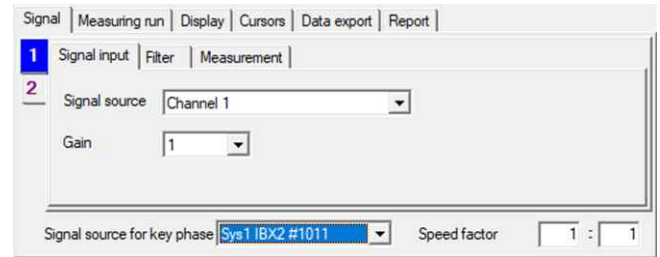 Signal Measuring run Display Cursors Data export Report
1 Signal input Filter Measurement
2
Signal source Channel 1
Gain 1
Signal source for key phase Sys1 IBX2 #1011 Speed factor 1 : 1